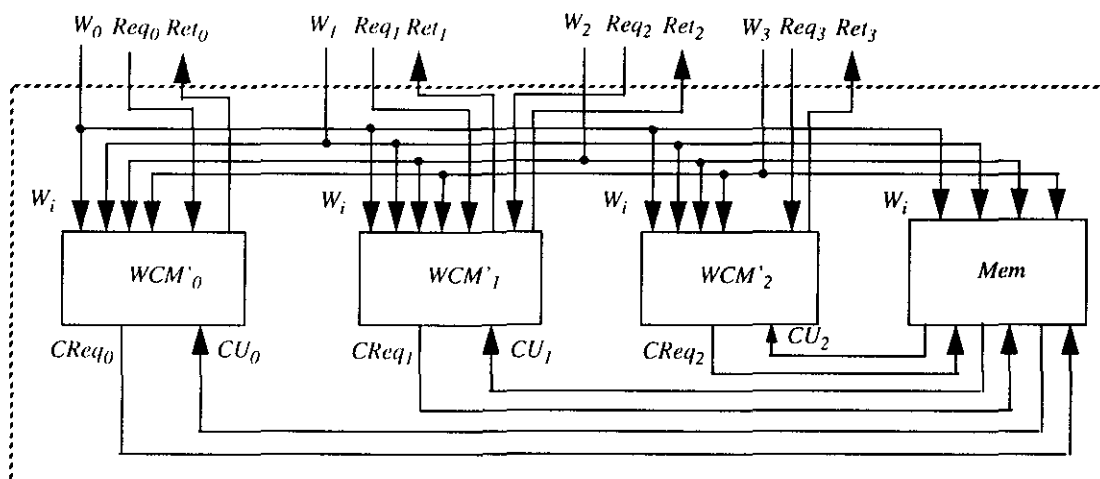 W0 Req0 Ret0 W1 Req1 Ret1 W2 Req2 Ret2 W3 Req3 Ret3
Wi Wi Wi Wi
WCM'0 WCM'1 WCM'2 Mem
CReq0 CU0 CReq1 CU1 CReq2 CU2